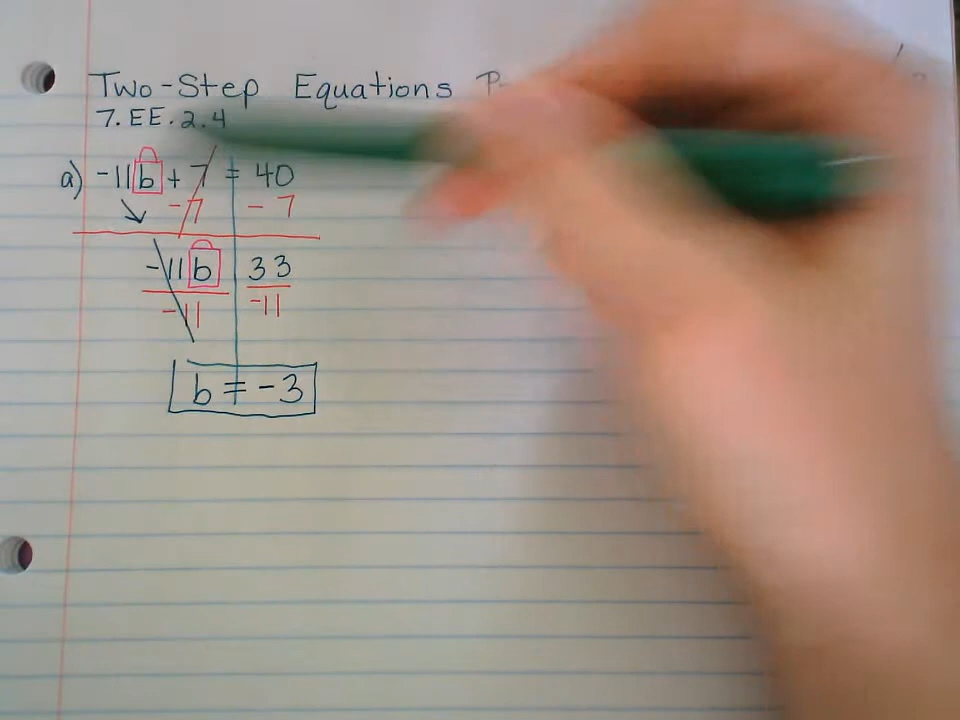 Two-Step Equations
7.EE.2.4
a) -11b + 7 = 40
-7 - 7
-11b 33
-11 -11
b = -3